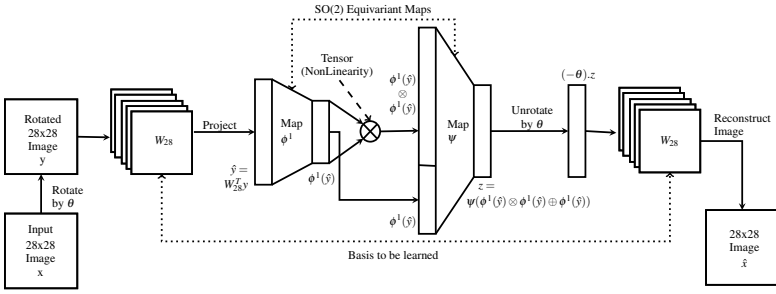 SO(2) Equivariant Maps
Tensor
(NonLinearity)
Rotated
28x28
Image
y
Rotate
by θ
Input
28x28
Image
x
W₂₈
Project
ŷ =
W₂₈ᵀy
Map
ϕ¹
ϕ¹(ŷ)
ϕ¹(ŷ)
⊗
ϕ¹(ŷ)
ϕ¹(ŷ)
Map
ψ
z =
ψ(ϕ¹(ŷ) ⊗ ϕ¹(ŷ) ⊕ ϕ¹(ŷ))
Unrotate
by θ
(−θ).z
W₂₈
Reconstruct
Image
28x28
Image
x̂
Basis to be learned